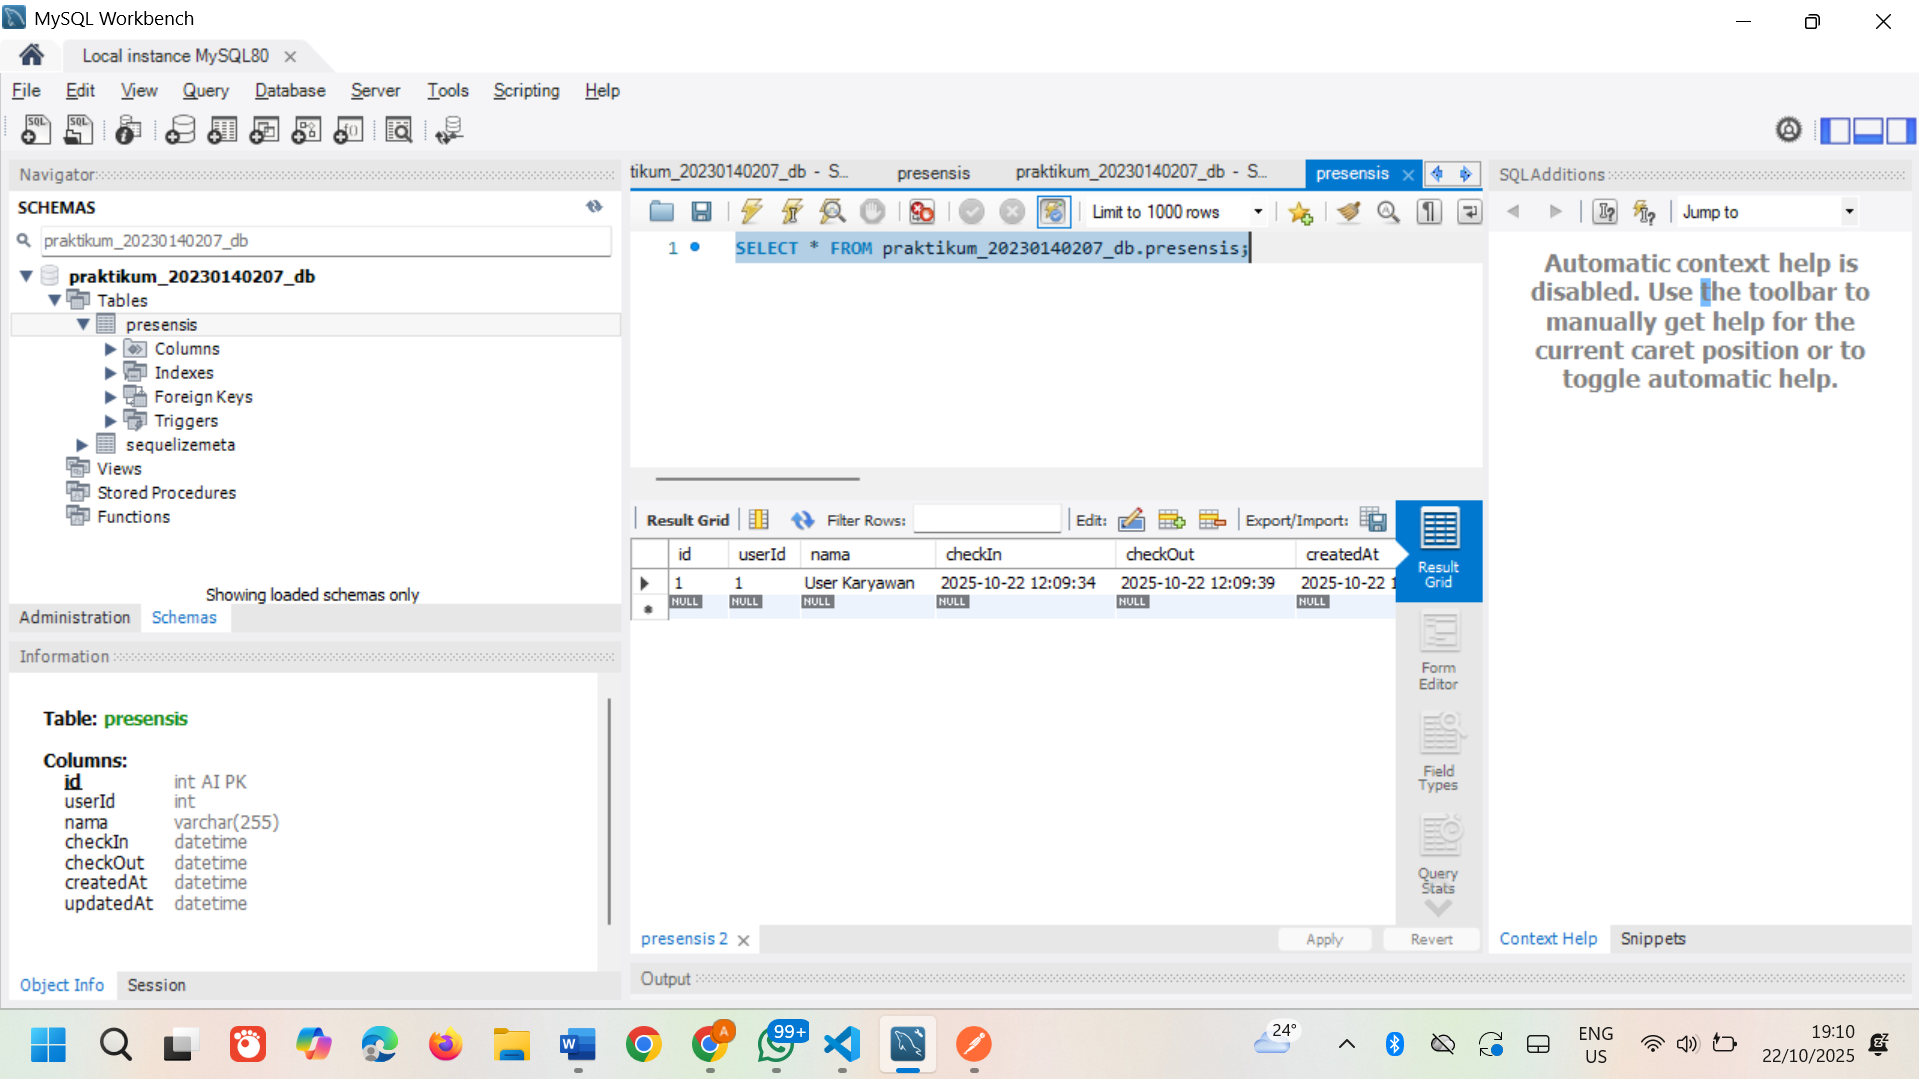 MySQL Workbench
Local instance MySQL80
File Edit View Query Database Server Tools Scripting Help
Navigator
SCHEMAS
praktikum_20230140207_db
praktikum_20230140207_db
Tables
presensis
Columns
Indexes
Foreign Keys
Triggers
sequelizemeta
Views
Stored Procedures
Functions
Showing loaded schemas only
Administration Schemas
Information
Table: presensis
Columns:
id int AI PK
userId int
nama varchar(255)
checkIn datetime
checkOut datetime
createdAt datetime
updatedAt datetime
Object Info Session
tikum_20230140207_db - S... presensis praktikum_20230140207_db - S... presensis
Limit to 1000 rows
1 SELECT * FROM praktikum_20230140207_db.presensis;
Result Grid Filter Rows: Edit: Export/Import:
id userId nama checkIn checkOut createdAt
1 1 User Karyawan 2025-10-22 12:09:34 2025-10-22 12:09:39 2025-10-22 1
NULL NULL NULL NULL NULL NULL
Result
Grid
Form
Editor
Field
Types
Query
Stats
presensis 2 Apply Revert
Output
SQLAdditions
Jump to
Automatic context help is
disabled. Use the toolbar to
manually get help for the
current caret position or to
toggle automatic help.
Context Help Snippets
99+
A
24°
ENG
US
19:10
22/10/2025